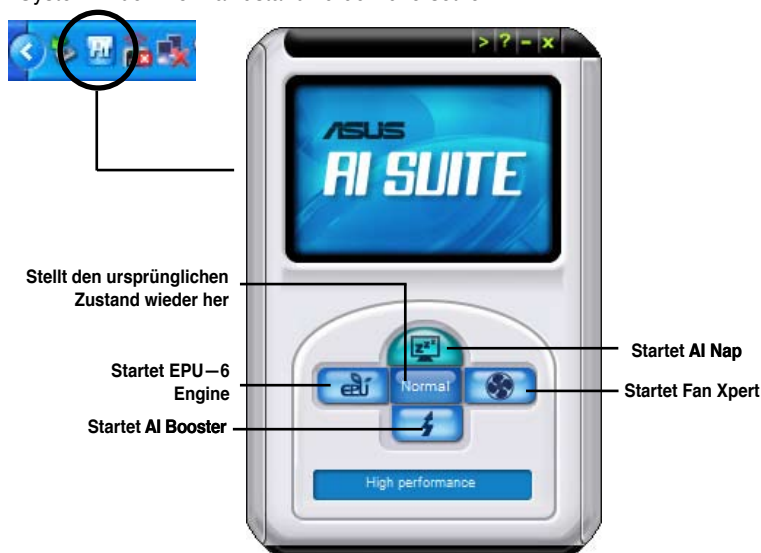 > ? - x
ASUS
AI SUITE
Stellt den ursprünglichen
Zustand wieder her
Startet AI Nap
Startet EPU—6
Engine
epu
Normal
Startet Fan Xpert
Startet AI Booster
High performance